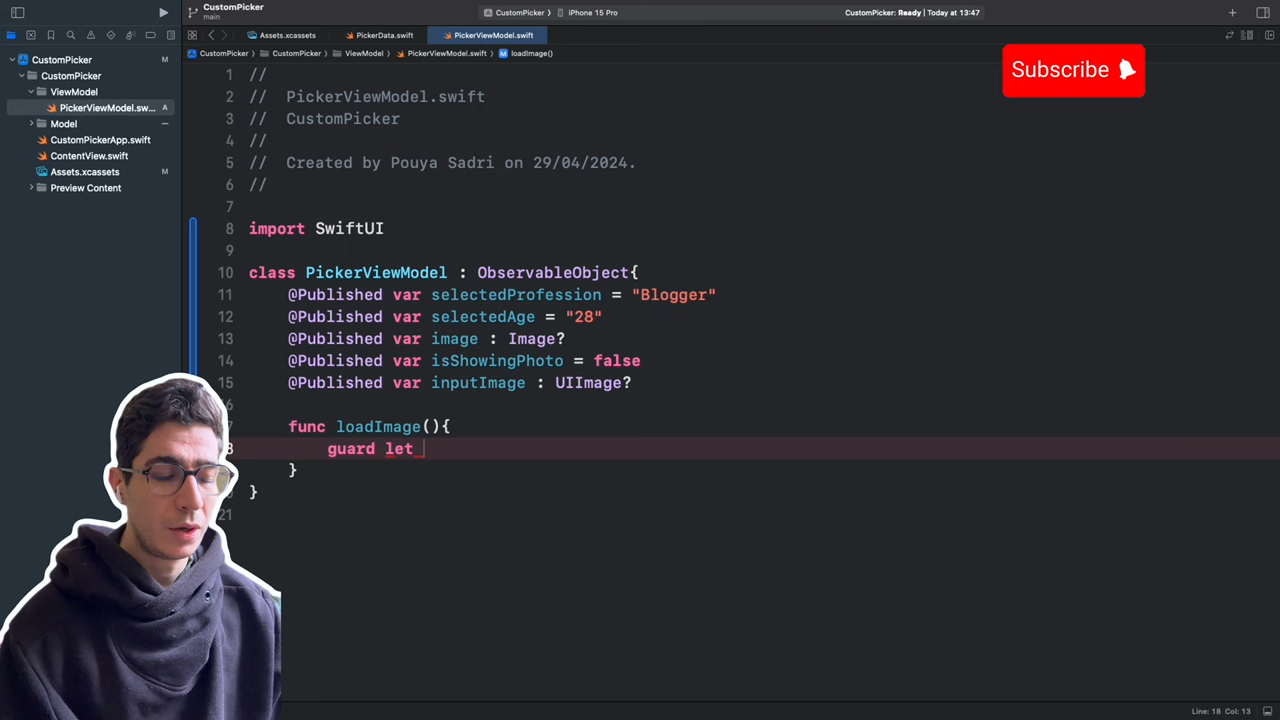 CustomPicker
main
CustomPicker
iPhone 15 Pro
CustomPicker: Ready | Today at 13:47
Assets.xcassets
PickerData.swift
PickerViewModel.swift
CustomPicker
CustomPicker
ViewModel
PickerViewModel.swift
M
loadImage()
CustomPicker M
CustomPicker
ViewModel
PickerViewModel.sw... A
Model
CustomPickerApp.swift
ContentView.swift
Assets.xcassets M
Preview Content
Subscribe
1 //
2 // PickerViewModel.swift
3 // CustomPicker
4 //
5 // Created by Pouya Sadri on 29/04/2024.
6 //
7
8 import SwiftUI
9
10 class PickerViewModel : ObservableObject{
11 @Published var selectedProfession = "Blogger"
12 @Published var selectedAge = "28"
13 @Published var image : Image?
14 @Published var isShowingPhoto = false
15 @Published var inputImage : UIImage?
func loadImage(){
guard let
}
}
21
Line: 18 Col: 13